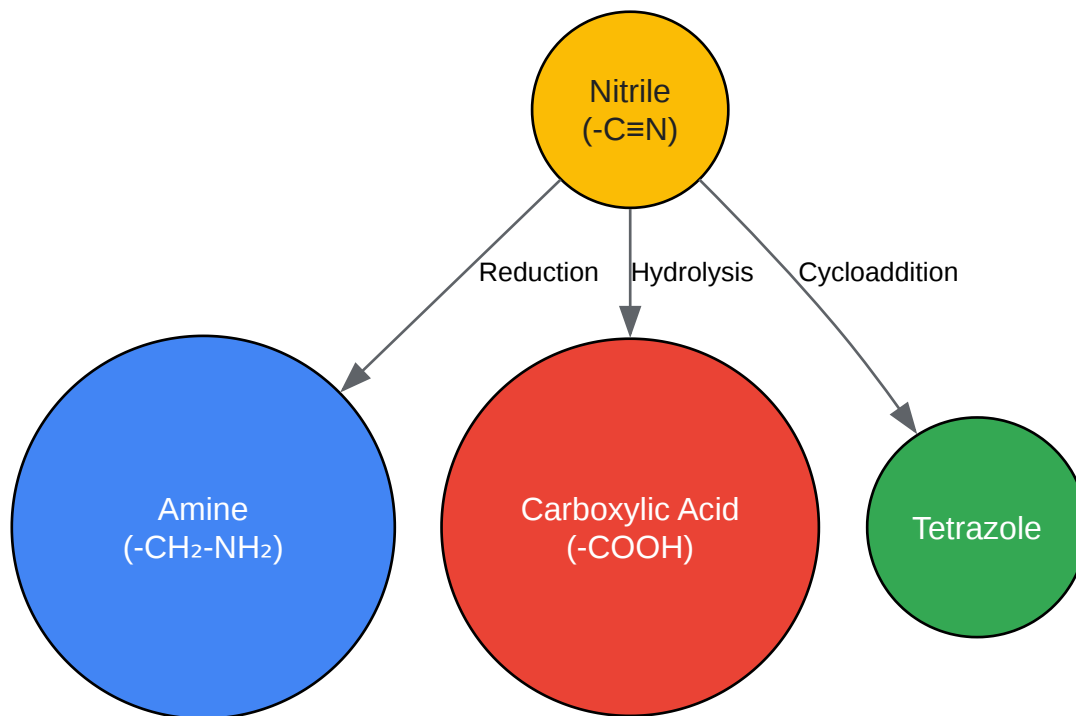 Nitrile
(-C≡N)
Reduction
Hydrolysis
Cycloaddition
Amine
(-CH₂-NH₂)
Carboxylic Acid
(-COOH)
Tetrazole